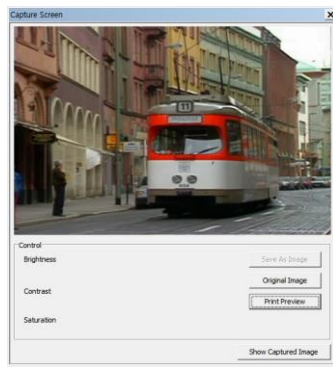 Capture Screen
11
Control
Brightness
Save As Image
Original Image
Contrast
Print Preview
Saturation
Show Captured Image